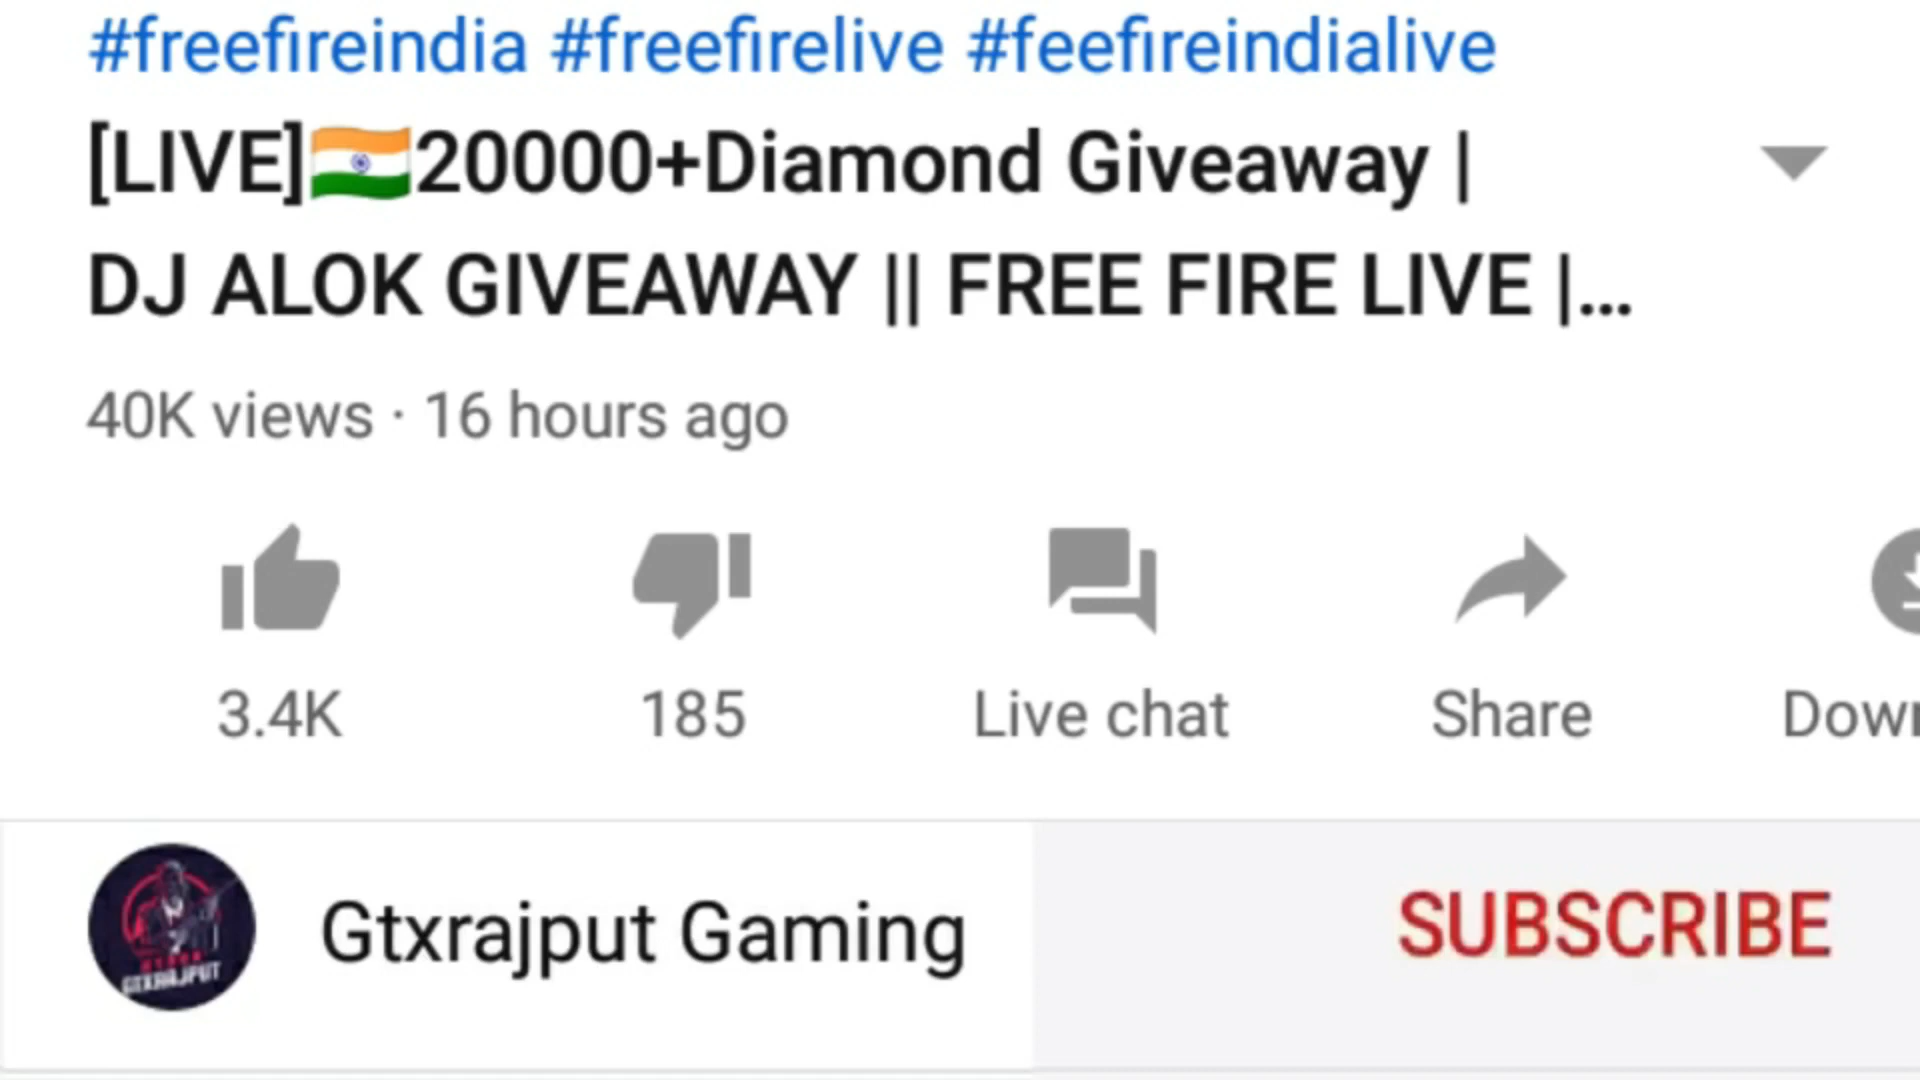 #freefireindia #freefirelive #feefireindialive
[LIVE]🇮🇳20000+Diamond Giveaway |
DJ ALOK GIVEAWAY || FREE FIRE LIVE |...
40K views · 16 hours ago
3.4K 185 Live chat Share
Gtxrajput Gaming SUBSCRIBE
GTXRAJPUT